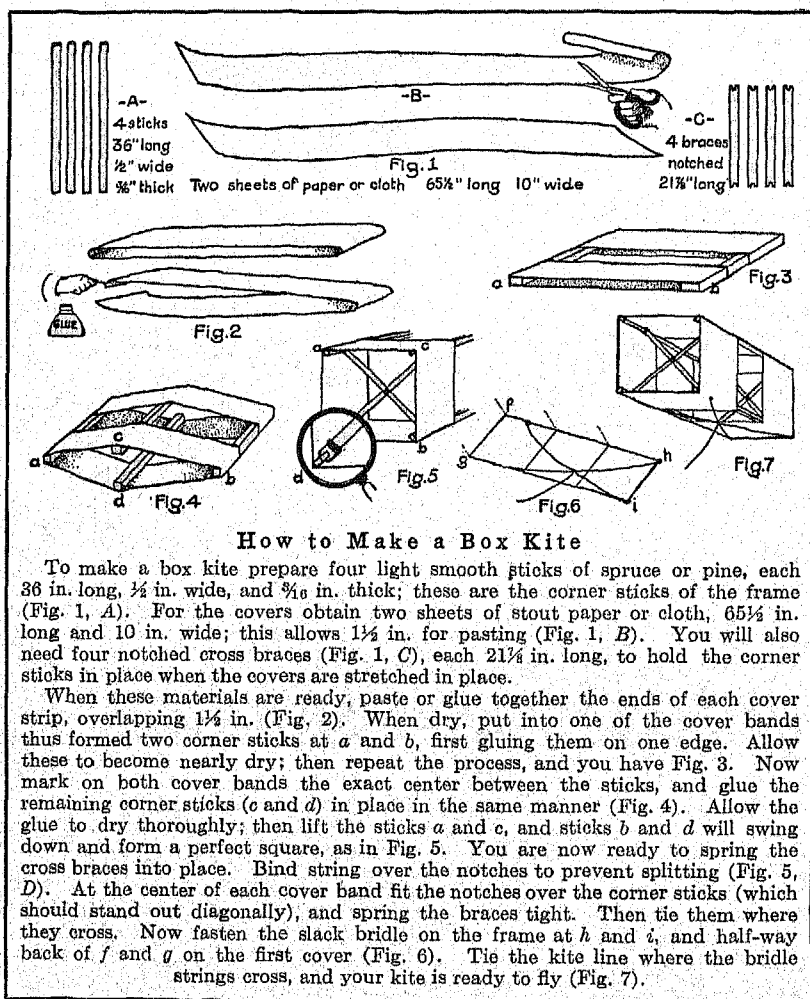 -A-
4 sticks
36" long
½" wide
5/16" thick
-B-
Fig.1
Two sheets of paper or cloth 65½" long 10" wide
-C-
4 braces
notched
21⅞" long
GLUE
Fig.2
a
b
Fig.3
a
c
b
d
Fig.4
a
c
b
d
Fig.5
f
g
h
i
Fig.6
Fig.7
How to Make a Box Kite
To make a box kite prepare four light smooth sticks of spruce or pine, each
36 in. long, ½ in. wide, and 5/16 in. thick; these are the corner sticks of the frame
(Fig. 1, A). For the covers obtain two sheets of stout paper or cloth, 65½ in.
long and 10 in. wide; this allows 1½ in. for pasting (Fig. 1, B). You will also
need four notched cross braces (Fig. 1, C), each 21⅞ in. long, to hold the corner
sticks in place when the covers are stretched in place.
When these materials are ready, paste or glue together the ends of each cover
strip, overlapping 1½ in. (Fig. 2). When dry, put into one of the cover bands
thus formed two corner sticks at a and b, first gluing them on one edge. Allow
these to become nearly dry; then repeat the process, and you have Fig. 3. Now
mark on both cover bands the exact center between the sticks, and glue the
remaining corner sticks (c and d) in place in the same manner (Fig. 4). Allow the
glue to dry thoroughly; then lift the sticks a and c, and sticks b and d will swing
down and form a perfect square, as in Fig. 5. You are now ready to spring the
cross braces into place. Bind string over the notches to prevent splitting (Fig. 5,
D). At the center of each cover band fit the notches over the corner sticks (which
should stand out diagonally), and spring the braces tight. Then tie them where
they cross. Now fasten the slack bridle on the frame at h and i, and half-way
back of f and g on the first cover (Fig. 6). Tie the kite line where the bridle
strings cross, and your kite is ready to fly (Fig. 7).